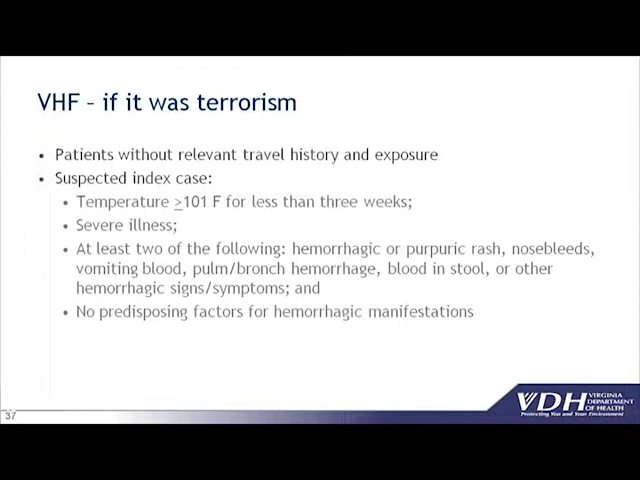 VHF – if it was terrorism
• Patients without relevant travel history and exposure
• Suspected index case:
• Temperature ≥101 F for less than three weeks;
• Severe illness;
• At least two of the following: hemorrhagic or purpuric rash, nosebleeds,
vomiting blood, pulm/bronch hemorrhage, blood in stool, or other
hemorrhagic signs/symptoms; and
• No predisposing factors for hemorrhagic manifestations
37
VDH VIRGINIA
DEPARTMENT
OF HEALTH
Protecting You and Your Environment